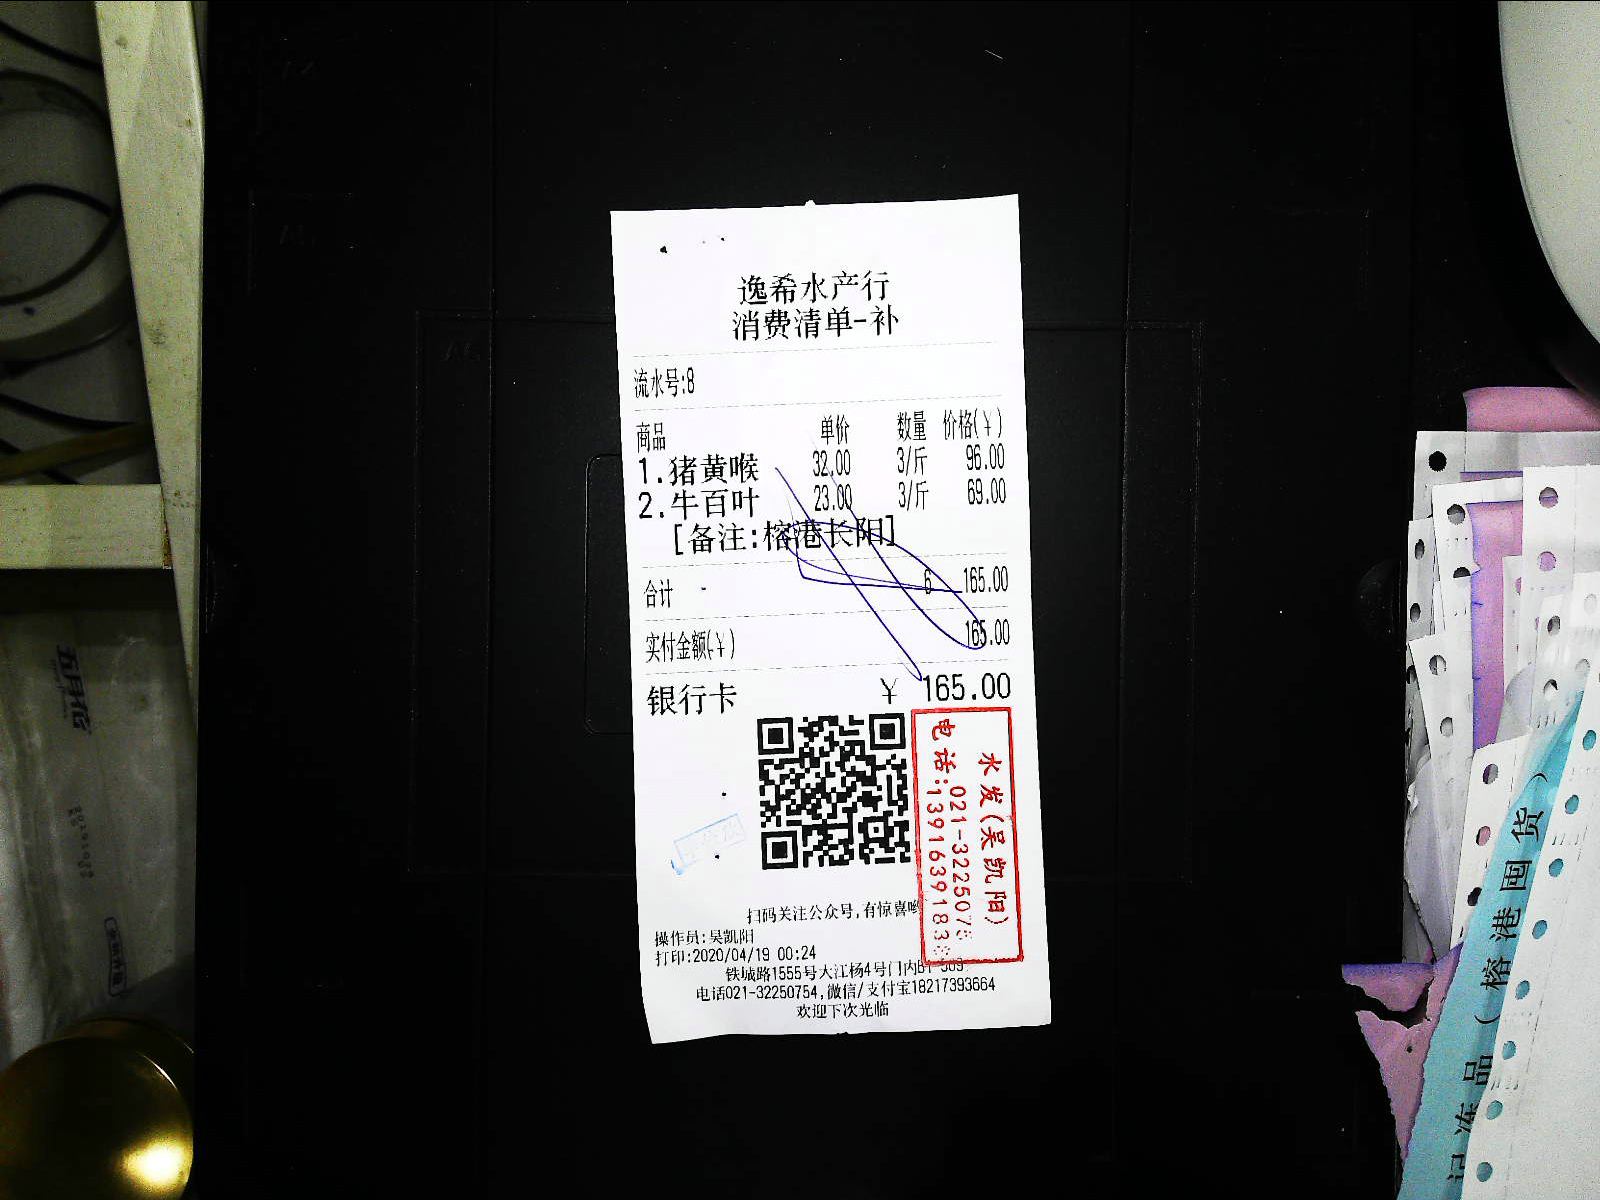 逸希水产行
消费清单-补
流水号:8
商品 单价 数量 价格(¥)
1.猪黄喉 32.00 3/斤 96.00
2.牛百叶 23.00 3/斤 69.00
[备注:榕港长阳]
合计 6 165.00
实付金额(¥) 165.00
银行卡 ¥ 165.00
水发(吴凯阳)
021-3225075
电话:1391639183
扫码关注公众号,有惊喜哟
操作员:吴凯阳
打印:2020/04/19 00:24
铁城路1555号大江杨4号门内B1-309
电话021-32250754,微信/支付宝18217393664
欢迎下次光临
记冻品(榕港囤货)